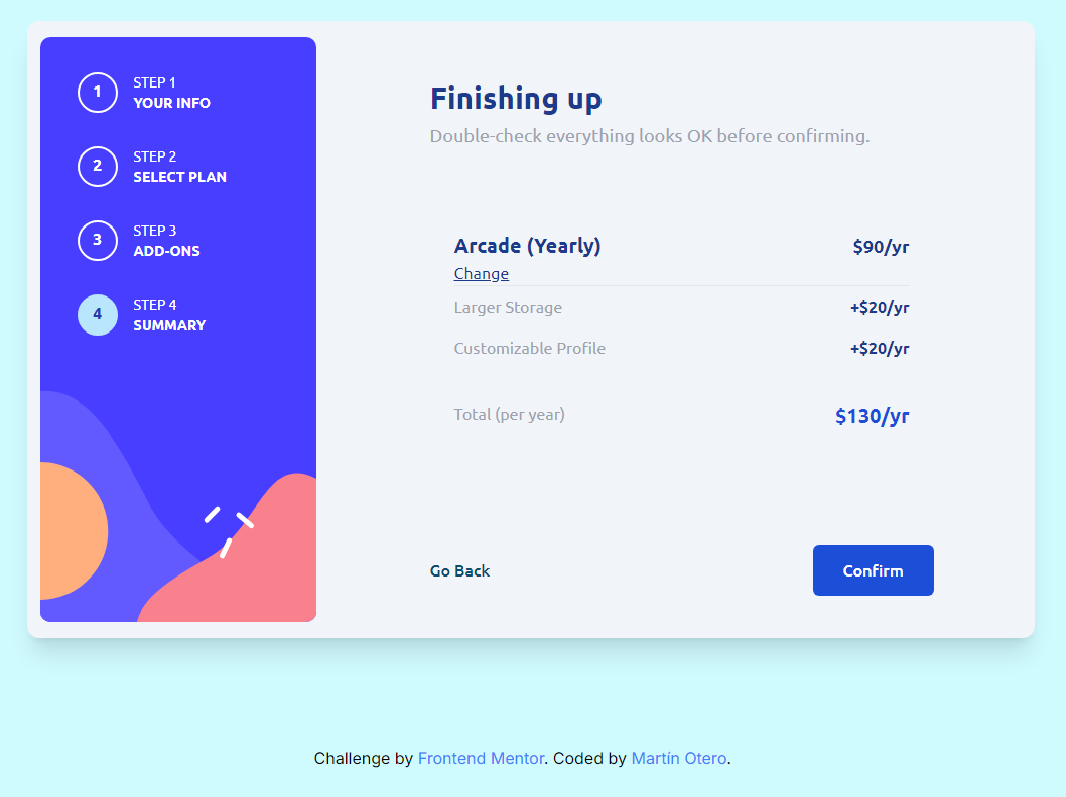 1
STEP 1
YOUR INFO
2
STEP 2
SELECT PLAN
3
STEP 3
ADD-ONS
4
STEP 4
SUMMARY
Finishing up
Double-check everything looks OK before confirming.
Arcade (Yearly) $90/yr
Change
Larger Storage +$20/yr
Customizable Profile +$20/yr
Total (per year) $130/yr
Go Back Confirm
Challenge by Frontend Mentor. Coded by Martín Otero.